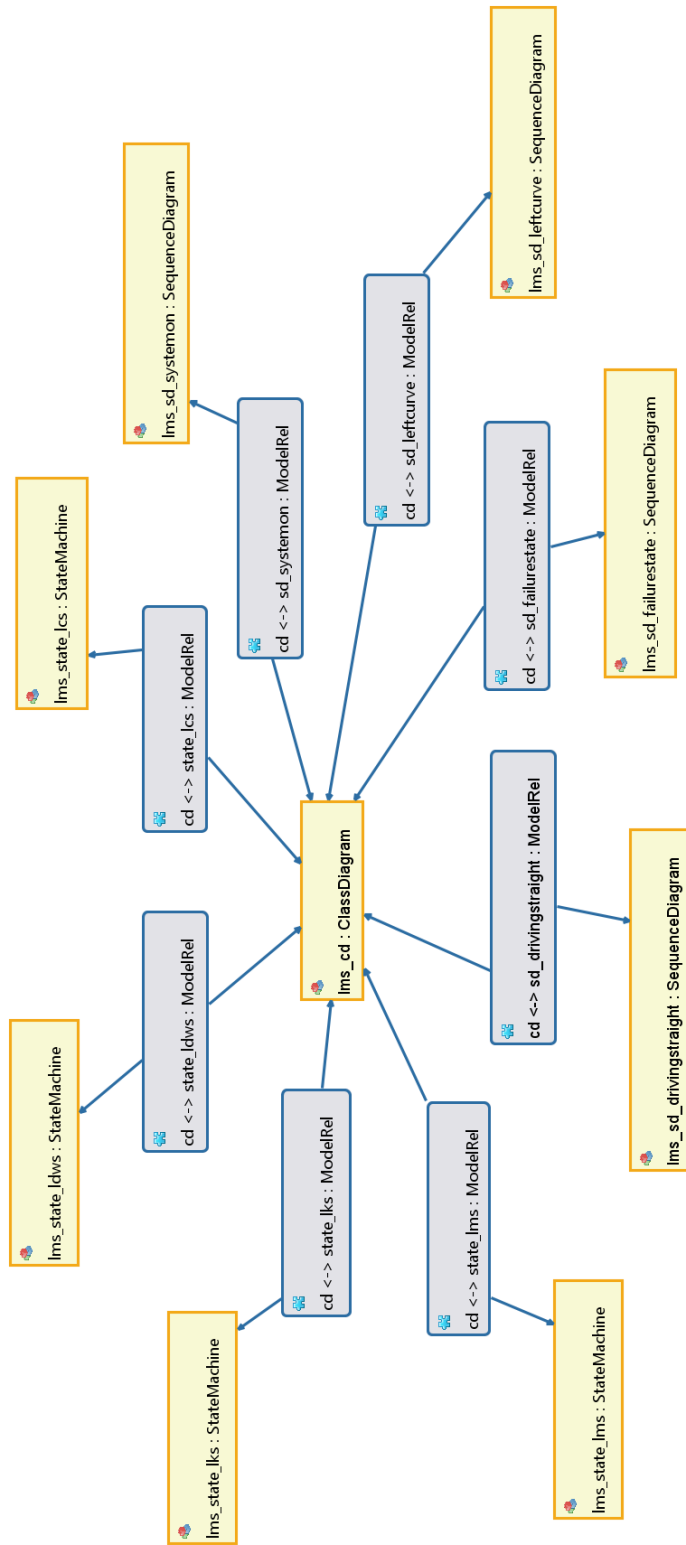 lms_state_ldws : StateMachine
lms_state_lcs : StateMachine
lms_sd_systemon : SequenceDiagram
cd <-> state_ldws : ModelRel
cd <-> state_lcs : ModelRel
lms_state_lks : StateMachine
cd <-> sd_systemon : ModelRel
cd <-> state_lks : ModelRel
lms_cd : ClassDiagram
cd <-> sd_leftcurve : ModelRel
cd <-> state_lms : ModelRel
cd <-> sd_drivingstraight : ModelRel
cd <-> sd_failurestate : ModelRel
lms_sd_leftcurve : SequenceDiagram
lms_state_lms : StateMachine
lms_sd_failurestate : SequenceDiagram
lms_sd_drivingstraight : SequenceDiagram